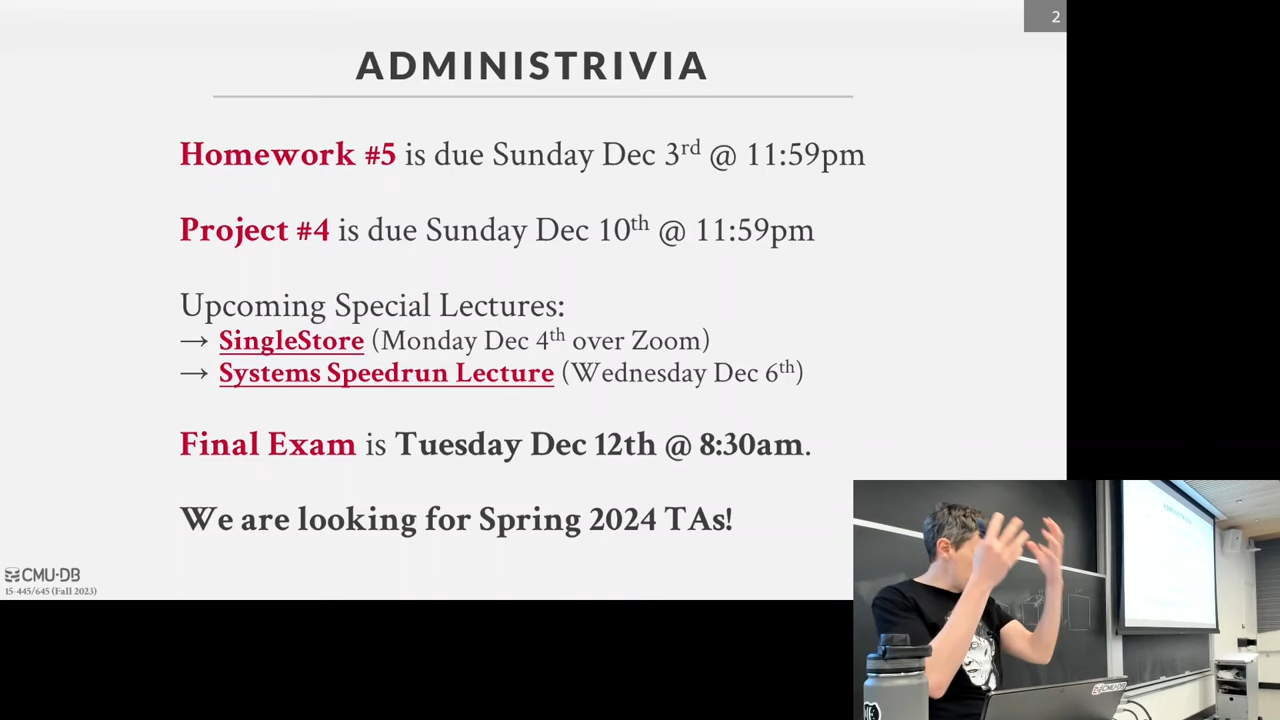 2
ADMINISTRIVIA
Homework #5 is due Sunday Dec 3rd @ 11:59pm
Project #4 is due Sunday Dec 10th @ 11:59pm
Upcoming Special Lectures:
→ SingleStore (Monday Dec 4th over Zoom)
→ Systems Speedrun Lecture (Wednesday Dec 6th)
Final Exam is Tuesday Dec 12th @ 8:30am.
We are looking for Spring 2024 TAs!
CMU·DB
15-445/645 (Fall 2023)
ADMINISTRIVIA
CMU·DB